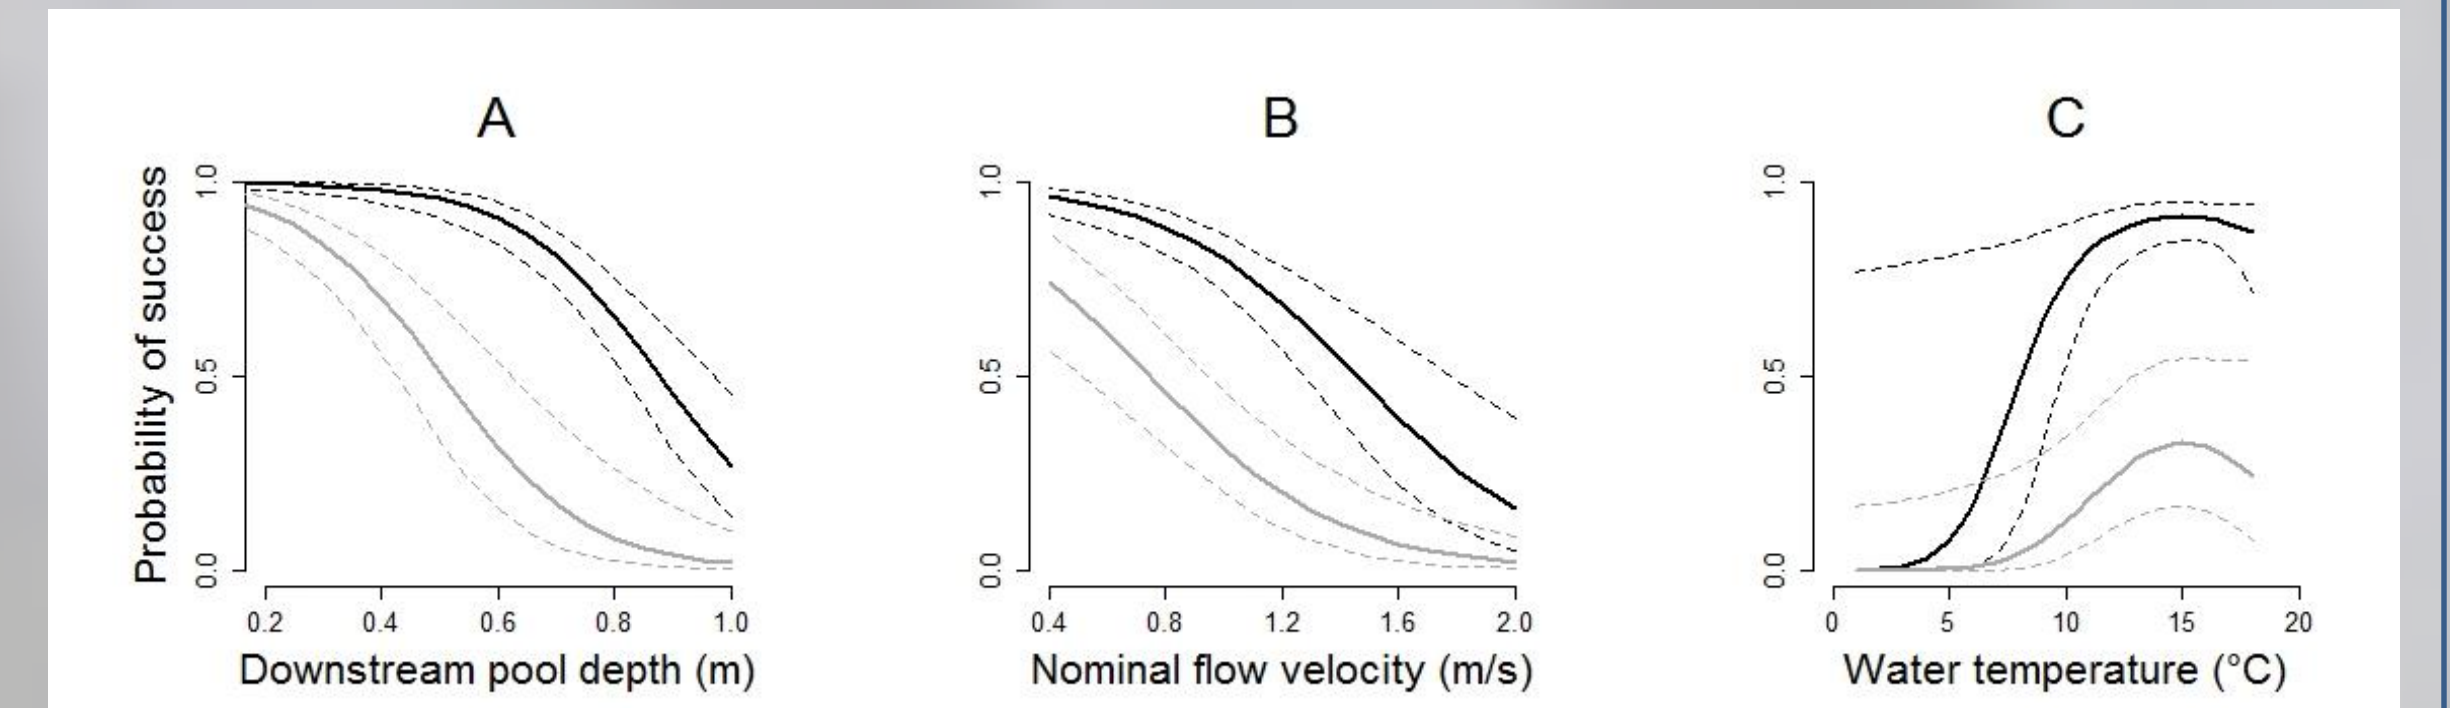 A
Probability of success
1.0
0.5
0.0
0.2 0.4 0.6 0.8 1.0
Downstream pool depth (m)
B
1.0
0.5
0.0
0.4 0.8 1.2 1.6 2.0
Nominal flow velocity (m/s)
C
1.0
0.5
0.0
0 5 10 15 20
Water temperature (°C)